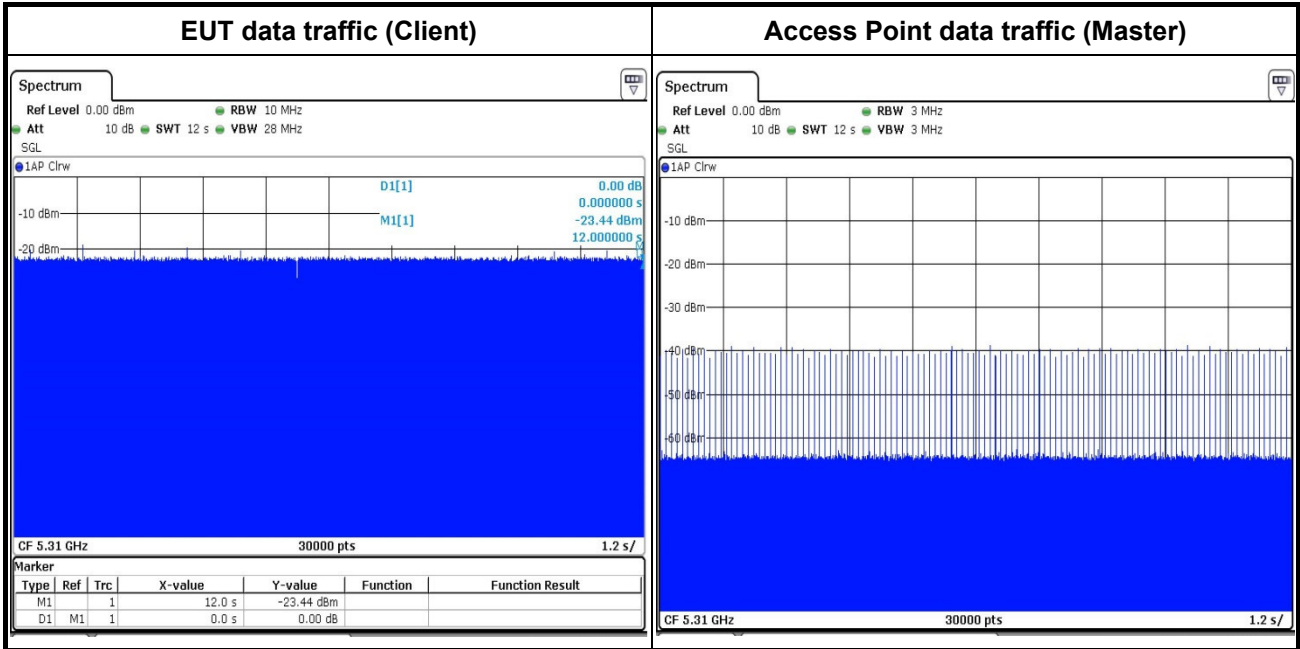 EUT data traffic (Client)
Spectrum
Ref Level 0.00 dBm RBW 10 MHz
Att 10 dB SWT 12 s VBW 28 MHz
SGL
1AP Clrw
D1[1] 0.00 dB
0.000000 s
M1[1] -23.44 dBm
12.000000 s
-10 dBm
-20 dBm
CF 5.31 GHz 30000 pts 1.2 s/
Marker
Type Ref Trc X-value Y-value Function Function Result
M1 1 12.0 s -23.44 dBm
D1 M1 1 0.0 s 0.00 dB
Access Point data traffic (Master)
Spectrum
Ref Level 0.00 dBm RBW 3 MHz
Att 10 dB SWT 12 s VBW 3 MHz
SGL
1AP Clrw
-10 dBm
-20 dBm
-30 dBm
-40 dBm
-50 dBm
-60 dBm
CF 5.31 GHz 30000 pts 1.2 s/